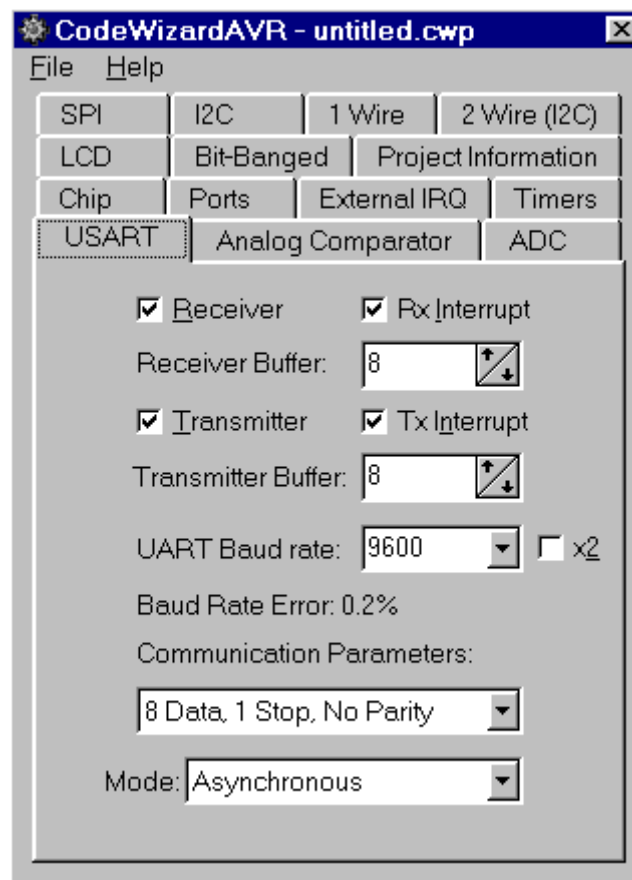 CodeWizardAVR - untitled.cwp
File Help
SPI I2C 1 Wire 2 Wire (I2C)
LCD Bit-Banged Project Information
Chip Ports External IRQ Timers
USART Analog Comparator ADC
Receiver Rx Interrupt
Receiver Buffer: 8
Transmitter Tx Interrupt
Transmitter Buffer: 8
UART Baud rate: 9600 x2
Baud Rate Error: 0.2%
Communication Parameters:
8 Data, 1 Stop, No Parity
Mode: Asynchronous